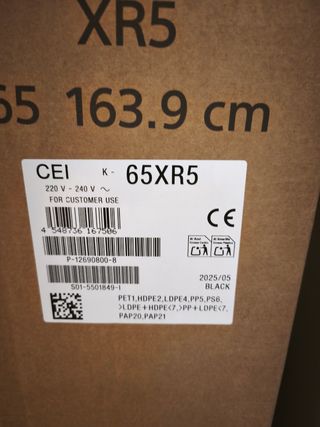 XR5
65 163.9 cm
CEI K- 65XR5
220 V - 240 V ~
FOR CUSTOMER USE
4 548736 167506
CE
P-12690800-8
S01-5501849-I
2025/05
BLACK
PET1,HDPE2,LDPE4,PP5,PS6,
>LDPE+HDPE<7,>PP+LDPE<7,
PAP20,PAP21